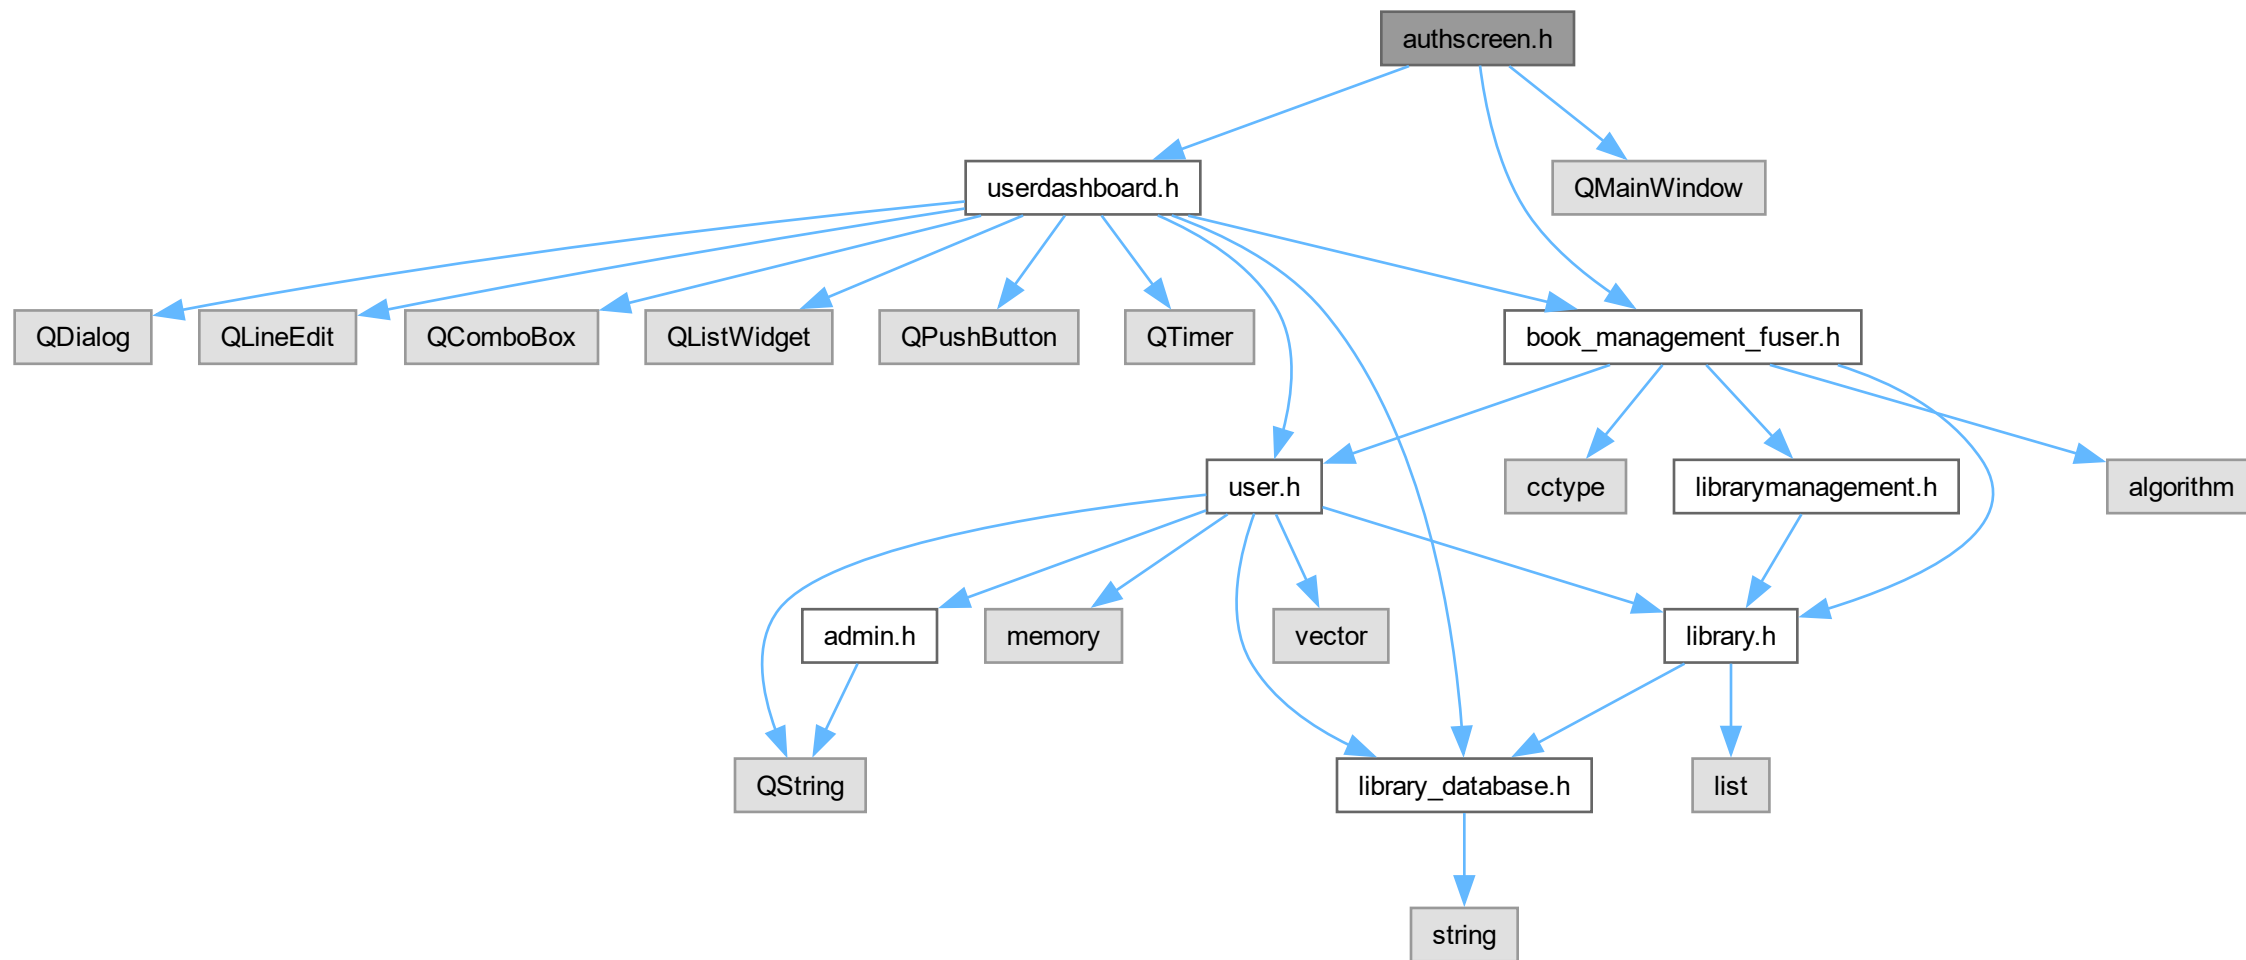 authscreen.h
userdashboard.h
QMainWindow
QDialog
QLineEdit
QComboBox
QListWidget
QPushButton
QTimer
book_management_fuser.h
user.h
cctype
librarymanagement.h
algorithm
admin.h
memory
vector
library.h
QString
library_database.h
list
string